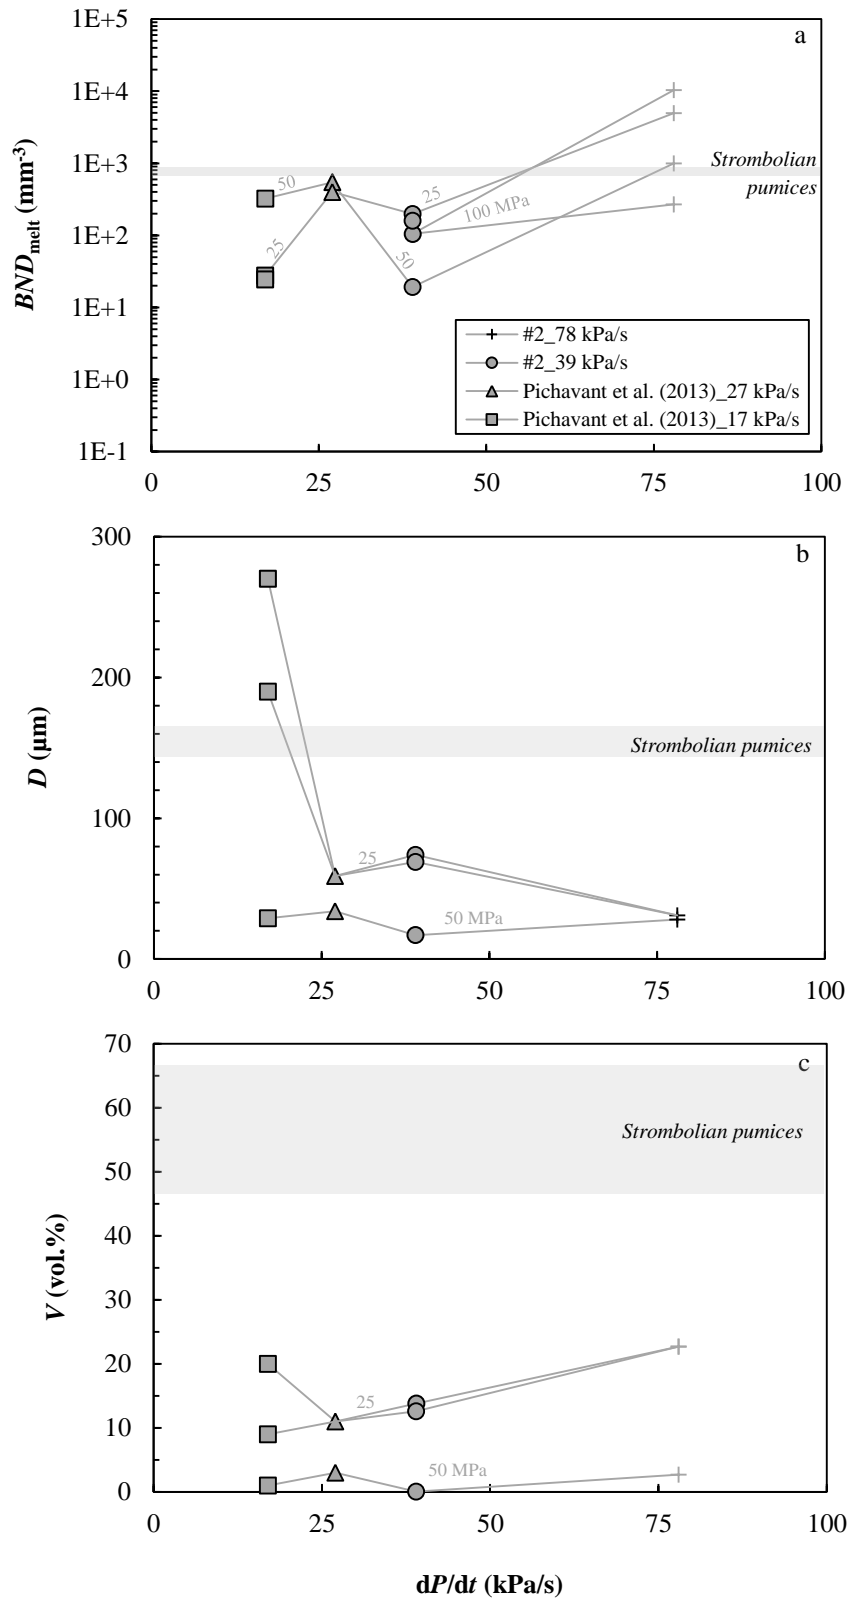 a
1E+5
1E+4
1E+3
1E+2
1E+1
1E+0
1E-1
BND_melt (mm⁻³)
50
25
25
100 MPa
50
Strombolian
pumices
#2_78 kPa/s
#2_39 kPa/s
Pichavant et al. (2013)_27 kPa/s
Pichavant et al. (2013)_17 kPa/s
0 25 50 75 100
b
300
200
100
0
D (μm)
Strombolian pumices
25
50 MPa
0 25 50 75 100
c
70
60
50
40
30
20
10
0
V (vol.%)
Strombolian pumices
25
50 MPa
0 25 50 75 100
dP/dt (kPa/s)